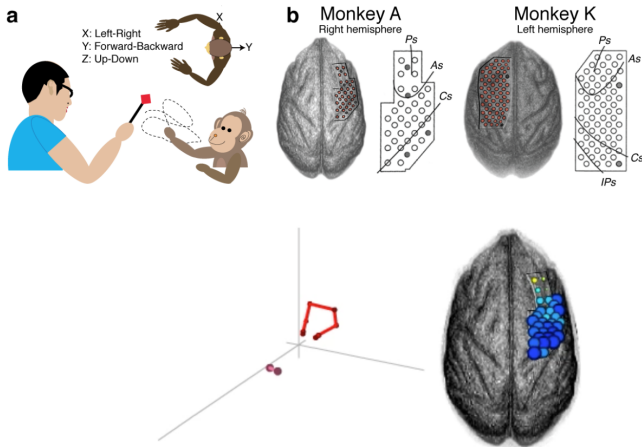 a
X: Left-Right
Y: Forward-Backward
Z: Up-Down
X
Y
b
Monkey A
Right hemisphere
Ps
As
Cs
Monkey K
Left hemisphere
Ps
As
Cs
IPs